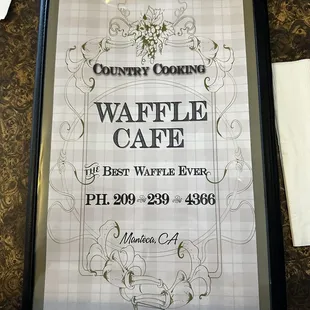 COUNTRY COOKING
WAFFLE
CAFE
THE BEST WAFFLE EVER
PH. 209 239 4366
Manteca, CA